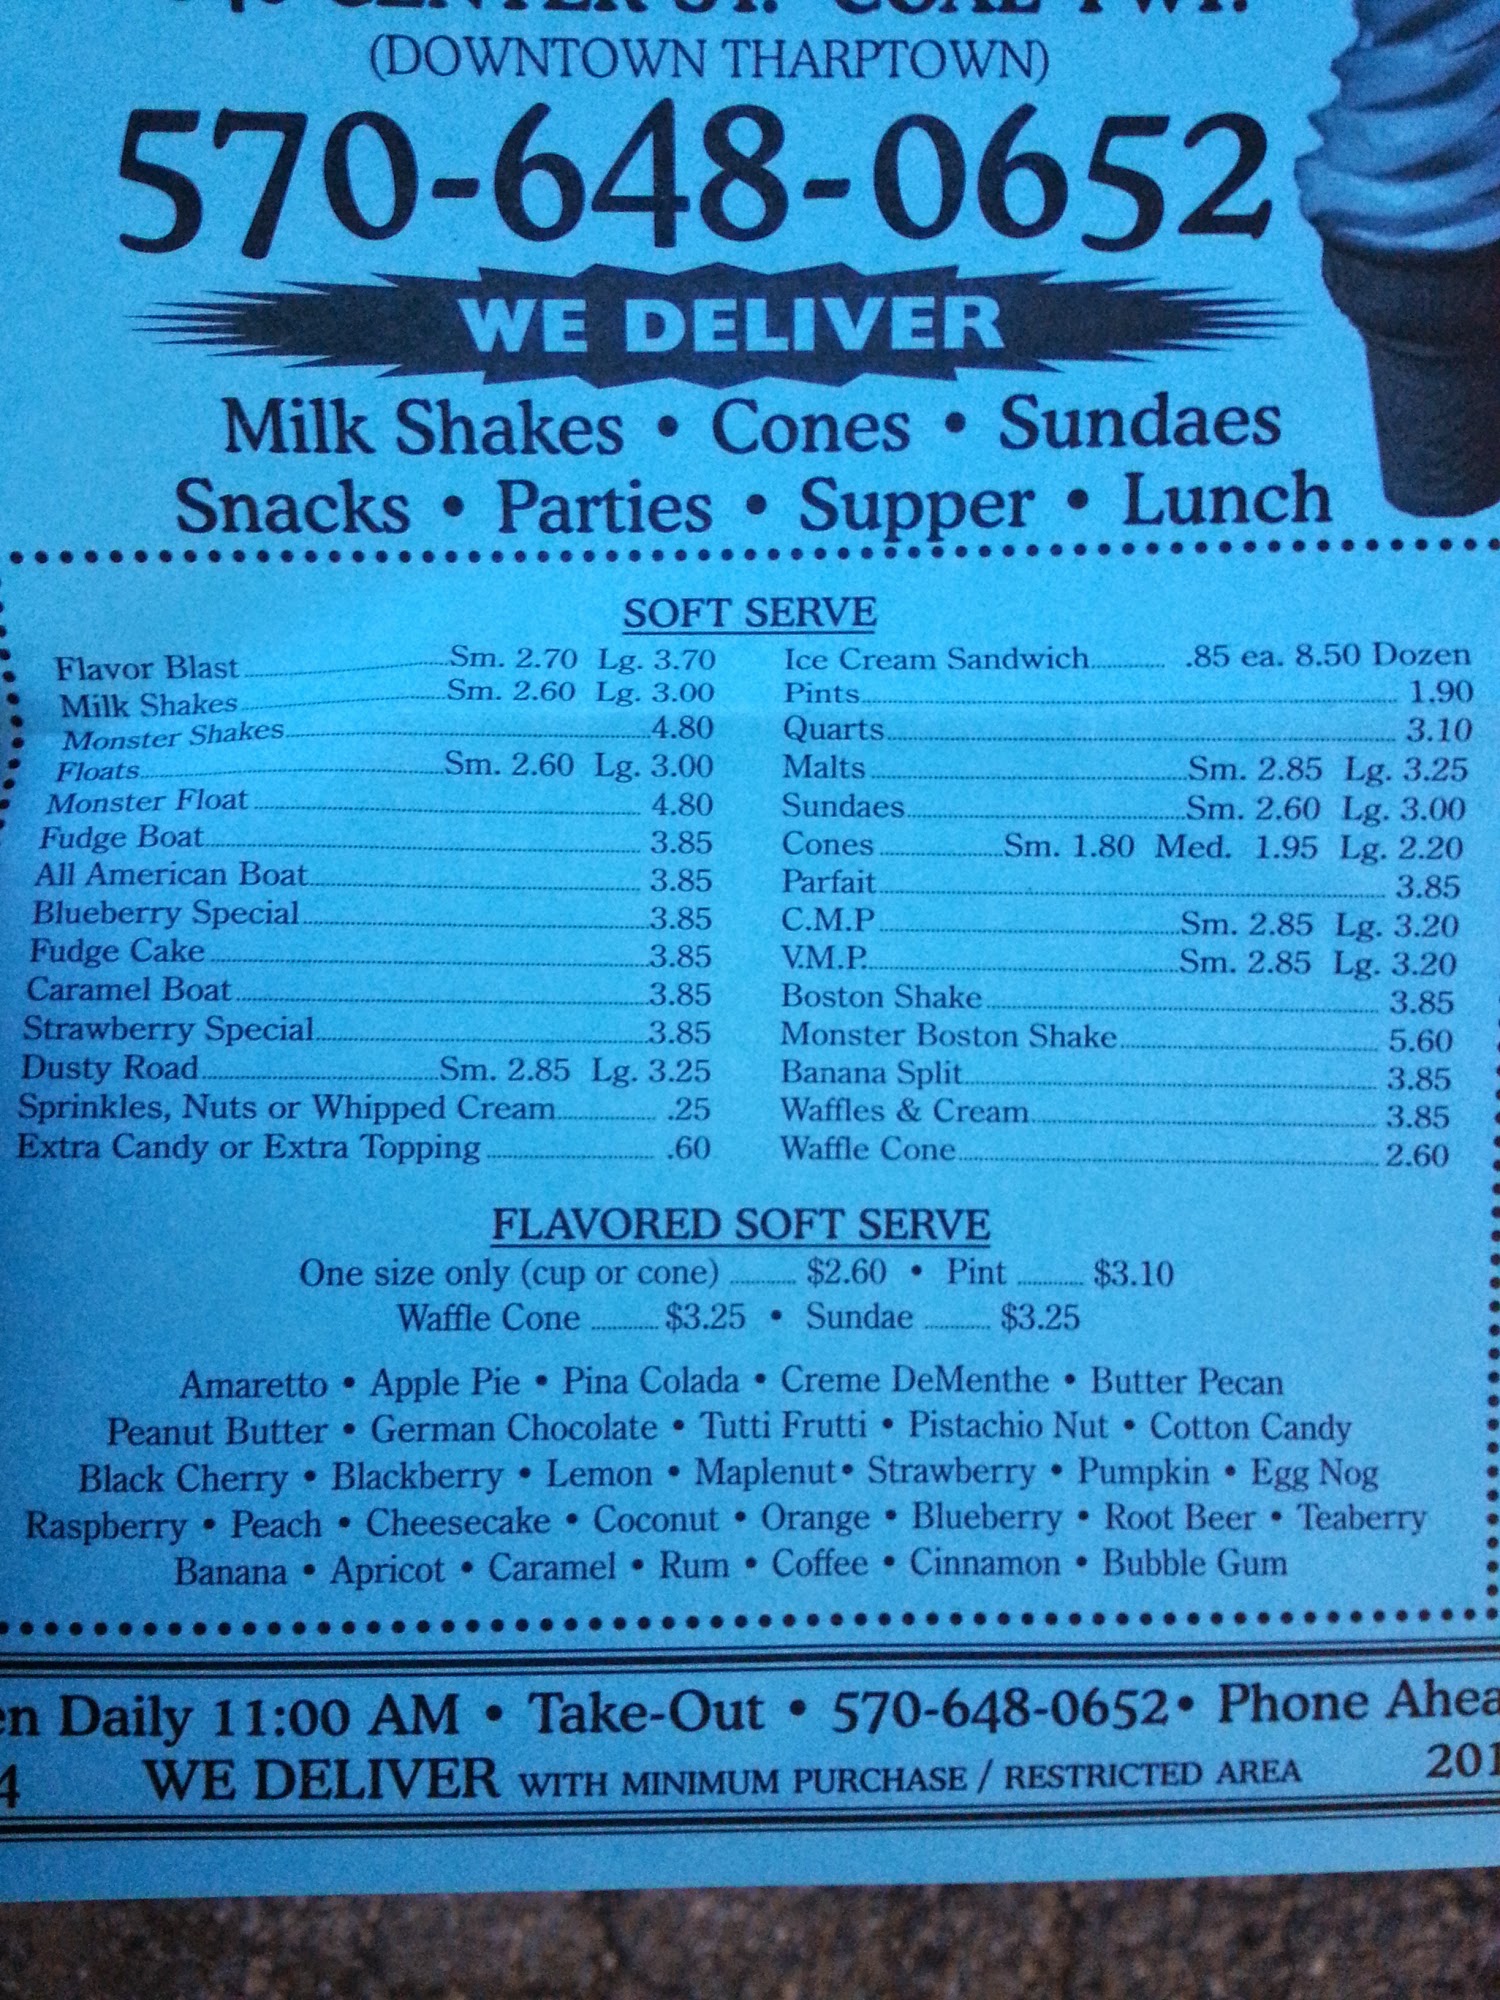 CENTER ST. COAL TWP.
(DOWNTOWN THARPTOWN)
570-648-0652
WE DELIVER
Milk Shakes • Cones • Sundaes
Snacks • Parties • Supper • Lunch
SOFT SERVE
Flavor Blast Sm. 2.70 Lg. 3.70
Milk Shakes Sm. 2.60 Lg. 3.00
Monster Shakes 4.80
Floats Sm. 2.60 Lg. 3.00
Monster Float 4.80
Fudge Boat 3.85
All American Boat 3.85
Blueberry Special 3.85
Fudge Cake 3.85
Caramel Boat 3.85
Strawberry Special 3.85
Dusty Road Sm. 2.85 Lg. 3.25
Sprinkles, Nuts or Whipped Cream .25
Extra Candy or Extra Topping .60
Ice Cream Sandwich .85 ea. 8.50 Dozen
Pints 1.90
Quarts 3.10
Malts Sm. 2.85 Lg. 3.25
Sundaes Sm. 2.60 Lg. 3.00
Cones Sm. 1.80 Med. 1.95 Lg. 2.20
Parfait 3.85
C.M.P Sm. 2.85 Lg. 3.20
V.M.P. Sm. 2.85 Lg. 3.20
Boston Shake 3.85
Monster Boston Shake 5.60
Banana Split 3.85
Waffles & Cream 3.85
Waffle Cone 2.60
FLAVORED SOFT SERVE
One size only (cup or cone) $2.60 • Pint $3.10
Waffle Cone $3.25 • Sundae $3.25
Amaretto • Apple Pie • Pina Colada • Creme DeMenthe • Butter Pecan
Peanut Butter • German Chocolate • Tutti Frutti • Pistachio Nut • Cotton Candy
Black Cherry • Blackberry • Lemon • Maplenut • Strawberry • Pumpkin • Egg Nog
Raspberry • Peach • Cheesecake • Coconut • Orange • Blueberry • Root Beer • Teaberry
Banana • Apricot • Caramel • Rum • Coffee • Cinnamon • Bubble Gum
en Daily 11:00 AM • Take-Out • 570-648-0652 • Phone Ahea
4 WE DELIVER WITH MINIMUM PURCHASE / RESTRICTED AREA 201